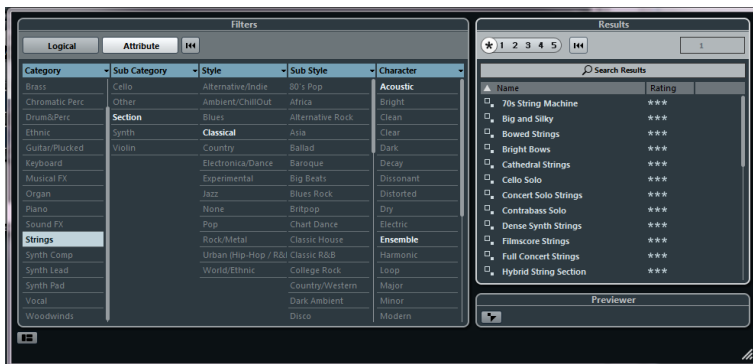 Filters
Logical Attribute
Category Sub Category Style Sub Style Character
Brass Cello Alternative/Indie 80's Pop Acoustic
Chromatic Perc Other Ambient/ChillOut Africa Bright
Drum&Perc Section Blues Alternative Rock Clean
Ethnic Synth Classical Asia Clear
Guitar/Plucked Violin Country Ballad Dark
Keyboard Electronica/Dance Baroque Decay
Musical FX Experimental Big Beats Dissonant
Organ Jazz Blues Rock Distorted
Piano None Britpop Dry
Sound FX Pop Chart Dance Electric
Strings Rock/Metal Classic House Ensemble
Synth Comp Urban (Hip-Hop / R&I Classic R&B Harmonic
Synth Lead World/Ethnic College Rock Loop
Synth Pad Country/Western Major
Vocal Dark Ambient Minor
Woodwinds Disco Modern
Results
* 1 2 3 4 5 1
Search Results
Name Rating
70s String Machine ***
Big and Silky ***
Bowed Strings ***
Bright Bows ***
Cathedral Strings ***
Cello Solo ***
Concert Solo Strings ***
Contrabass Solo ***
Dense Synth Strings ***
Filmscore Strings ***
Full Concert Strings ***
Hybrid String Section ***
Previewer